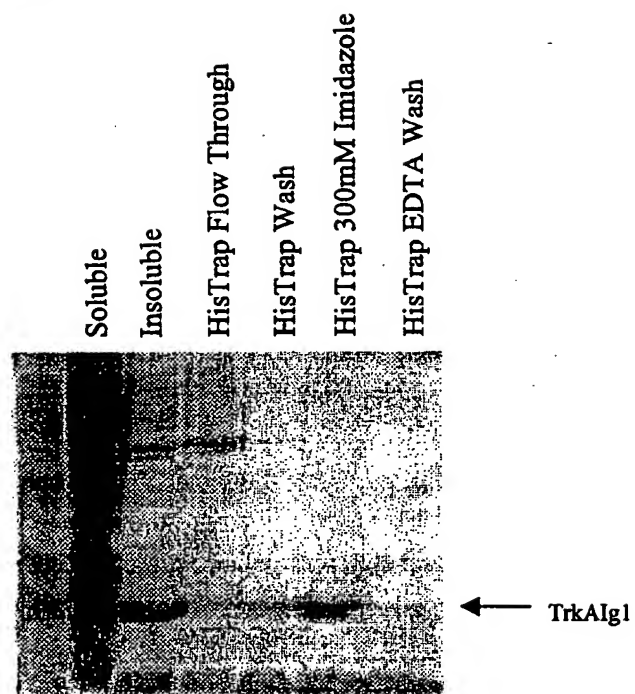 Soluble
Insoluble
HisTrap Flow Through
HisTrap Wash
HisTrap 300mM Imidazole
HisTrap EDTA Wash
TrkAIg1